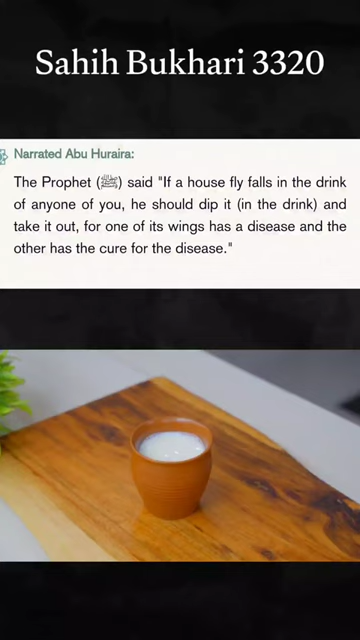 Sahih Bukhari 3320
Narrated Abu Huraira:
The Prophet (ﷺ) said "If a house fly falls in the drink
of anyone of you, he should dip it (in the drink) and
take it out, for one of its wings has a disease and the
other has the cure for the disease."